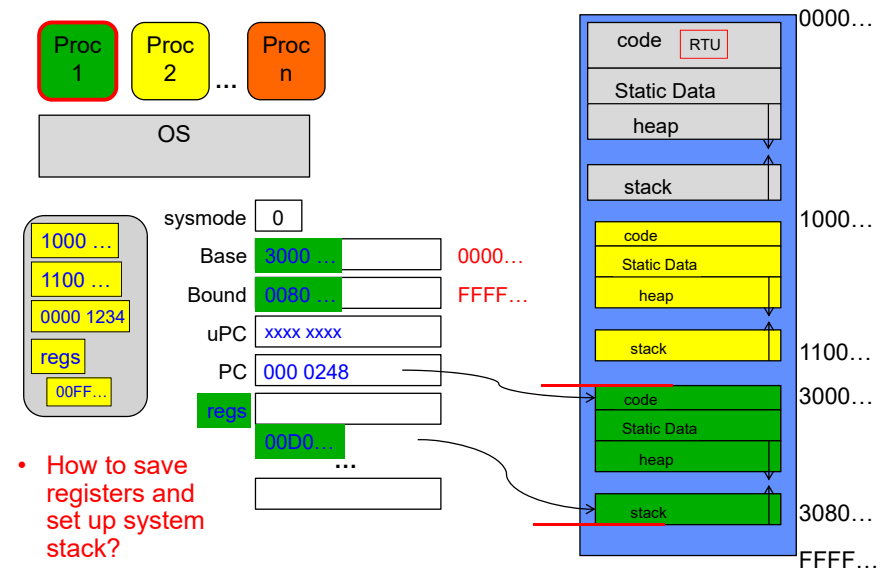 Proc
1
Proc
2
...
Proc
n
OS
1000 …
1100 …
0000 1234
regs
00FF…
sysmode
0
Base
3000 …
0000…
Bound
0080 …
FFFF…
uPC
xxxx xxxx
PC
000 0248
regs
00D0…
…
• How to save
registers and
set up system
stack?
code
RTU
Static Data
heap
stack
code
Static Data
heap
stack
code
Static Data
heap
stack
0000…
1000…
1100…
3000…
3080…
FFFF…